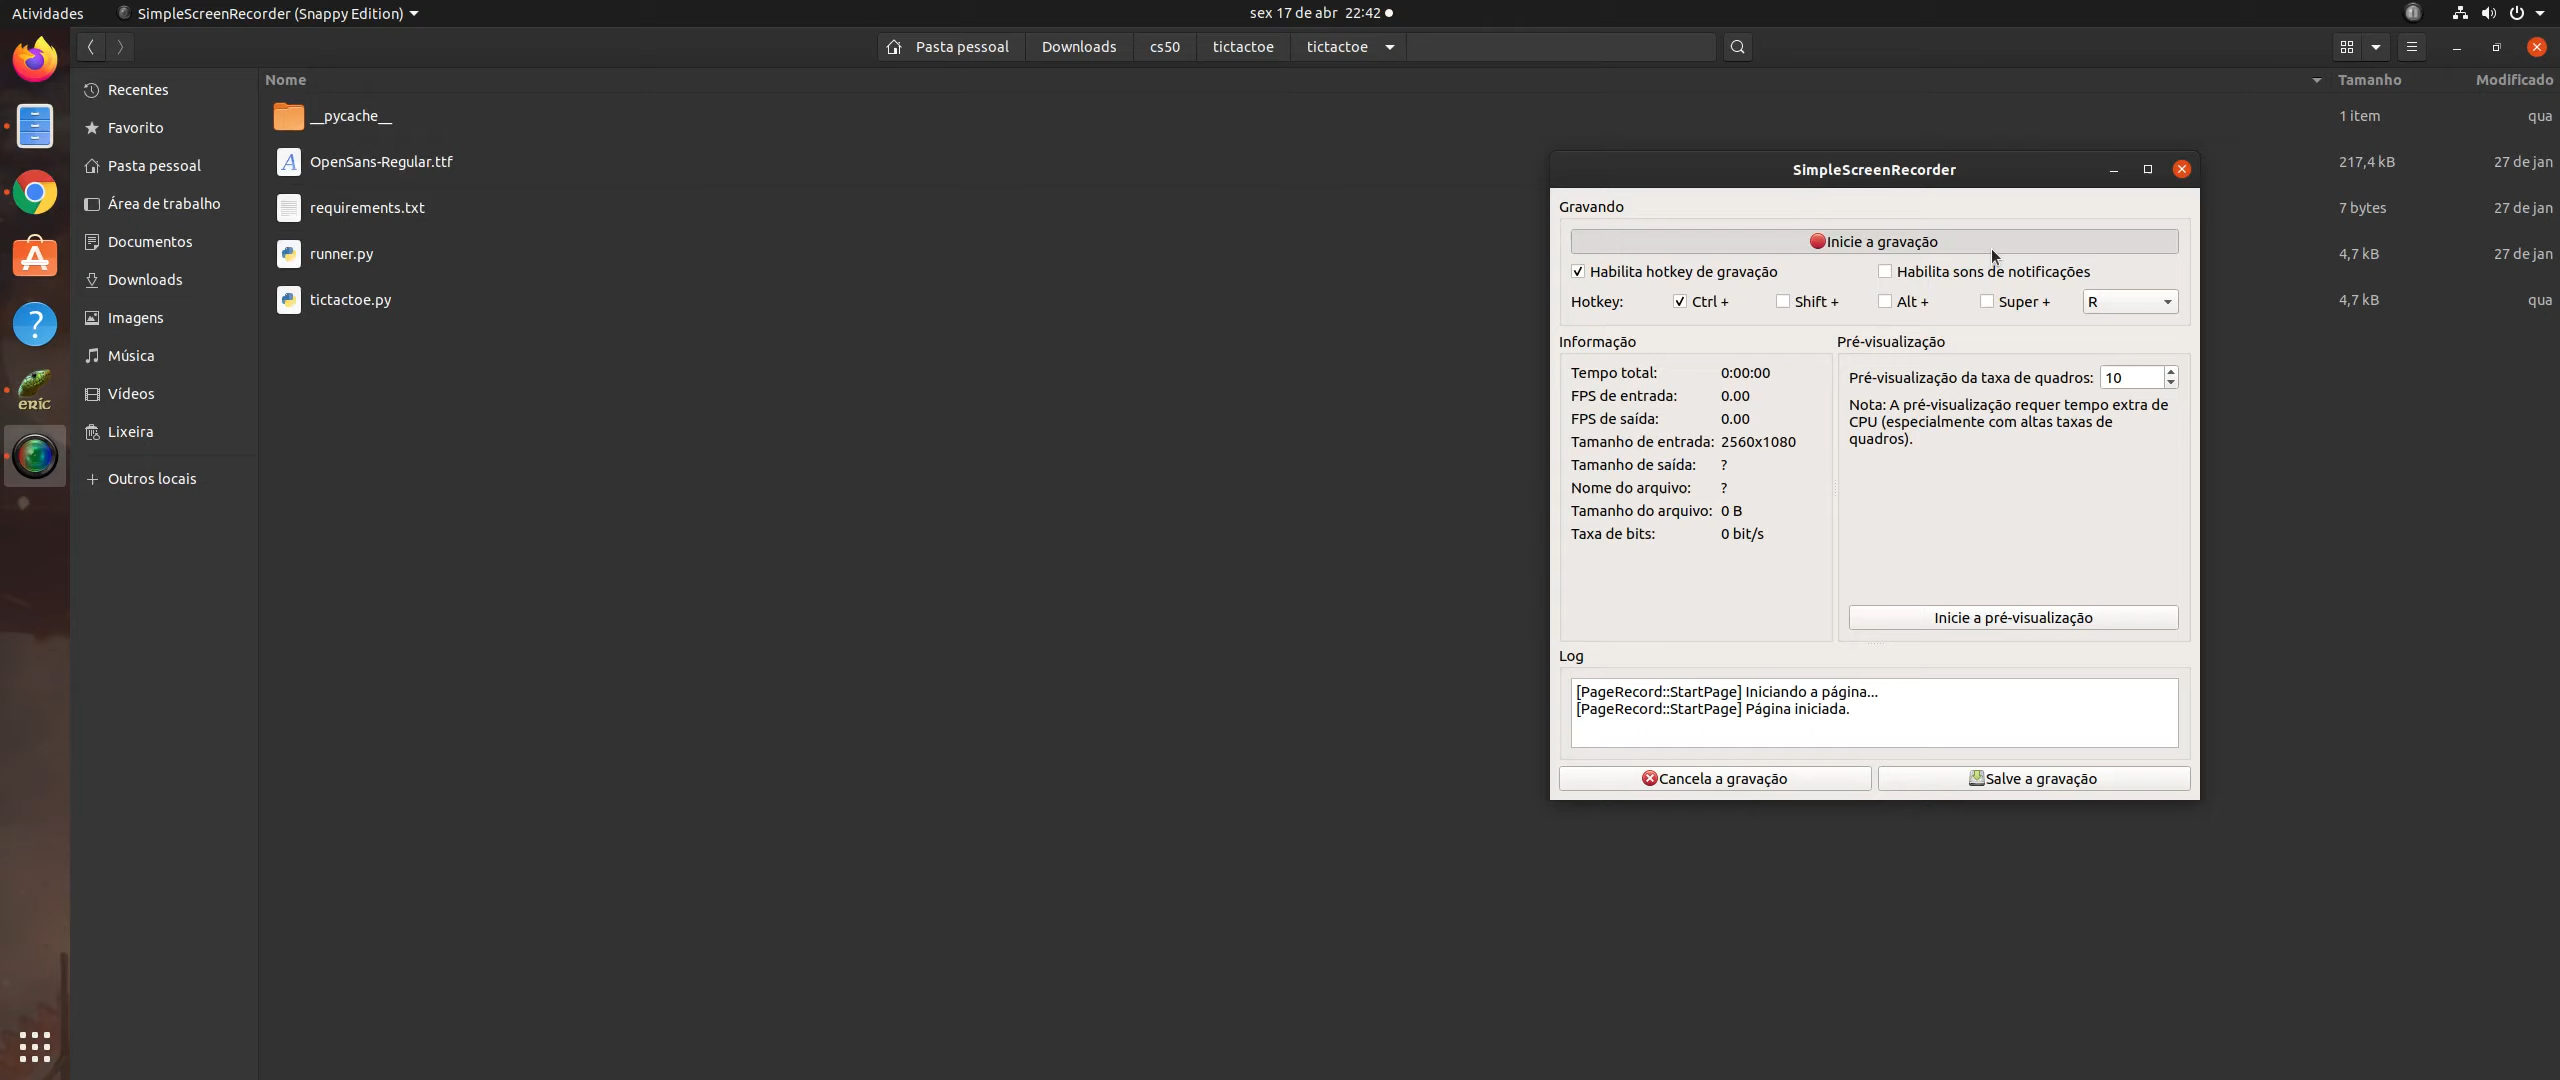 Atividades
SimpleScreenRecorder (Snappy Edition)
sex 17 de abr 22:42
Pasta pessoal
Downloads
cs50
tictactoe
tictactoe
Recentes
Favorito
Pasta pessoal
Área de trabalho
Documentos
Downloads
Imagens
Música
Vídeos
Lixeira
Outros locais
eric
Nome
Tamanho
Modificado
__pycache__
1 item
qua
OpenSans-Regular.ttf
217,4 kB
27 de jan
requirements.txt
7 bytes
27 de jan
runner.py
4,7 kB
27 de jan
tictactoe.py
4,7 kB
qua
SimpleScreenRecorder
Gravando
Inicie a gravação
Habilita hotkey de gravação
Habilita sons de notificações
Hotkey:
Ctrl +
Shift +
Alt +
Super +
R
Informação
Tempo total: 0:00:00
FPS de entrada: 0.00
FPS de saída: 0.00
Tamanho de entrada: 2560x1080
Tamanho de saída: ?
Nome do arquivo: ?
Tamanho do arquivo: 0 B
Taxa de bits: 0 bit/s
Pré-visualização
Pré-visualização da taxa de quadros: 10
Nota: A pré-visualização requer tempo extra de
CPU (especialmente com altas taxas de
quadros).
Inicie a pré-visualização
Log
[PageRecord::StartPage] Iniciando a página...
[PageRecord::StartPage] Página iniciada.
Cancela a gravação
Salve a gravação